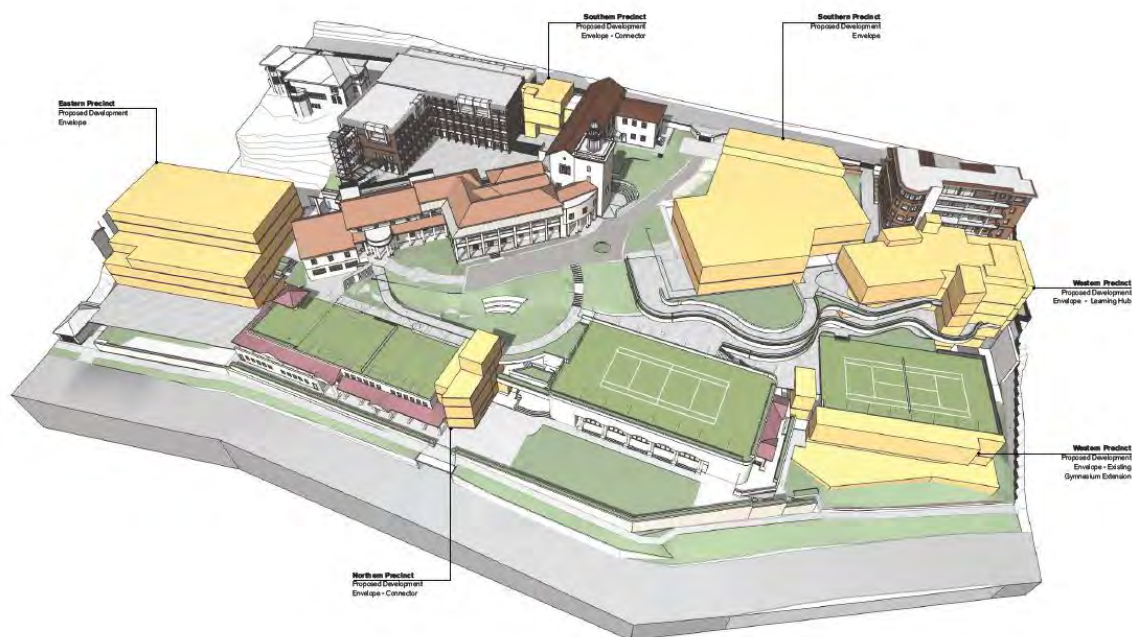 Southern Precinct
Proposed Development
Envelope - Connector
Southern Precinct
Proposed Development
Envelope
Eastern Precinct
Proposed Development
Envelope
Western Precinct
Proposed Development
Envelope - Learning Hub
Western Precinct
Proposed Development
Envelope - Existing
Gymnasium Extension
Northern Precinct
Proposed Development
Envelope - Connector